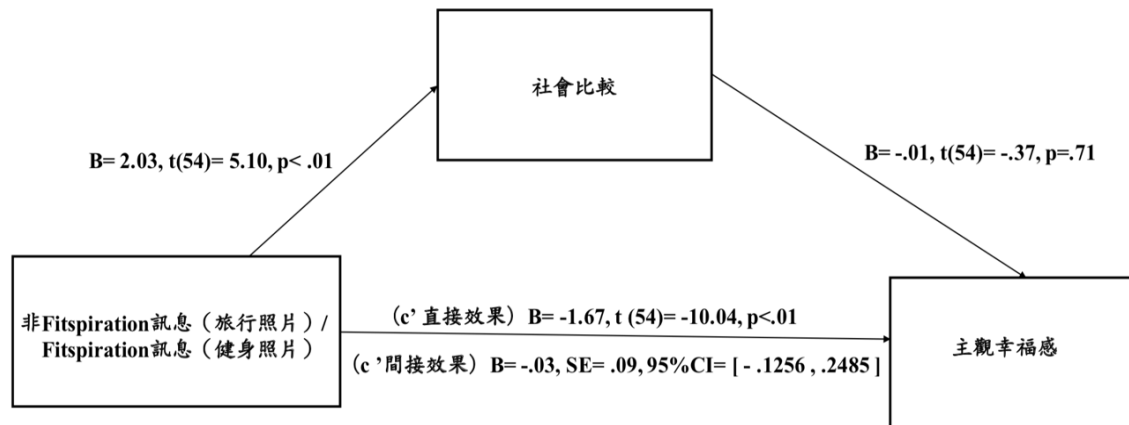 社會比較
B= 2.03, t(54)= 5.10, p< .01
B= -.01, t(54)= -.37, p=.71
非Fitspiration訊息（旅行照片）/
Fitspiration訊息（健身照片）
（c’ 直接效果） B= -1.67, t (54)= -10.04, p<.01
（c ’間接效果） B= -.03, SE= .09, 95%CI= [ - .1256 , .2485 ]
主觀幸福感